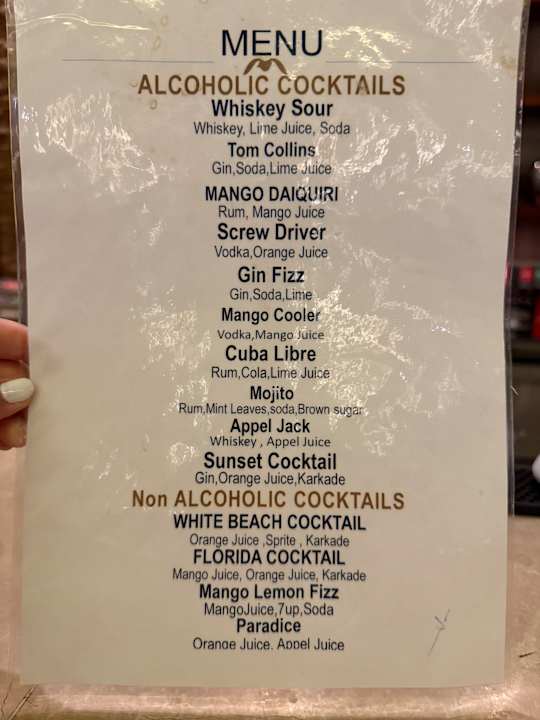 MENU
ALCOHOLIC COCKTAILS
Whiskey Sour
Whiskey, Lime Juice, Soda
Tom Collins
Gin,Soda,Lime Juice
MANGO DAIQUIRI
Rum, Mango Juice
Screw Driver
Vodka,Orange Juice
Gin Fizz
Gin,Soda,Lime
Mango Cooler
Vodka,Mango Juice
Cuba Libre
Rum,Cola,Lime Juice
Mojito
Rum,Mint Leaves,soda,Brown sugar
Appel Jack
Whiskey , Appel Juice
Sunset Cocktail
Gin,Orange Juice,Karkade
Non ALCOHOLIC COCKTAILS
WHITE BEACH COCKTAIL
Orange Juice ,Sprite , Karkade
FLORIDA COCKTAIL
Mango Juice, Orange Juice, Karkade
Mango Lemon Fizz
MangoJuice,7up,Soda
Paradice
Orange Juice, Appel Juice